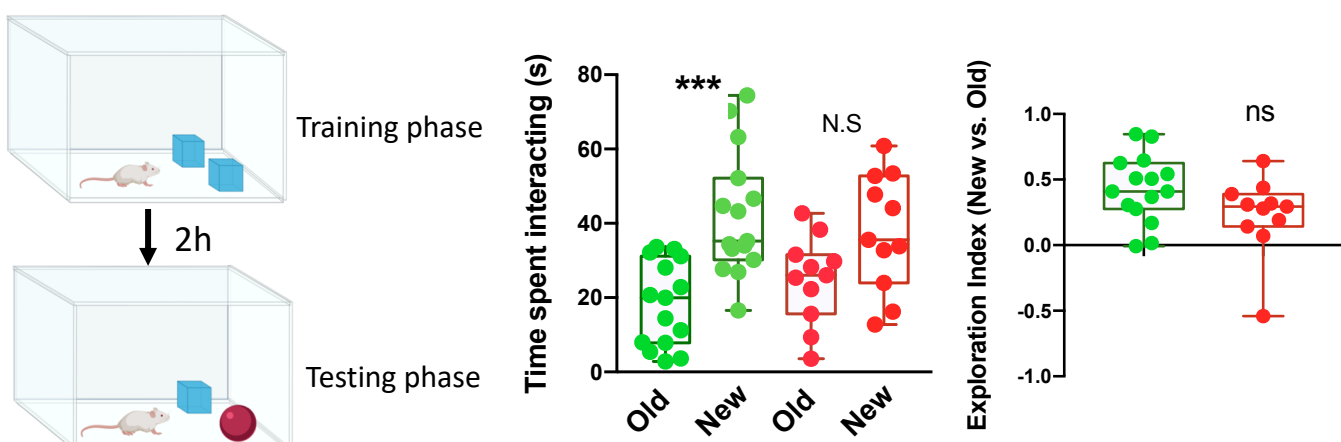 Training phase
2h
Testing phase
Time spent interacting (s)
80
60
40
20
0
***
N.S
Old
New
Old
New
Exploration Index (New vs. Old)
1.0
0.5
0.0
-0.5
-1.0
ns